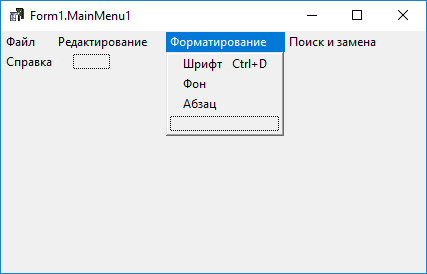 Form1.MainMenu1
Файл Редактирование Форматирование Поиск и замена
Справка
Шрифт Ctrl+D
Фон
Абзац